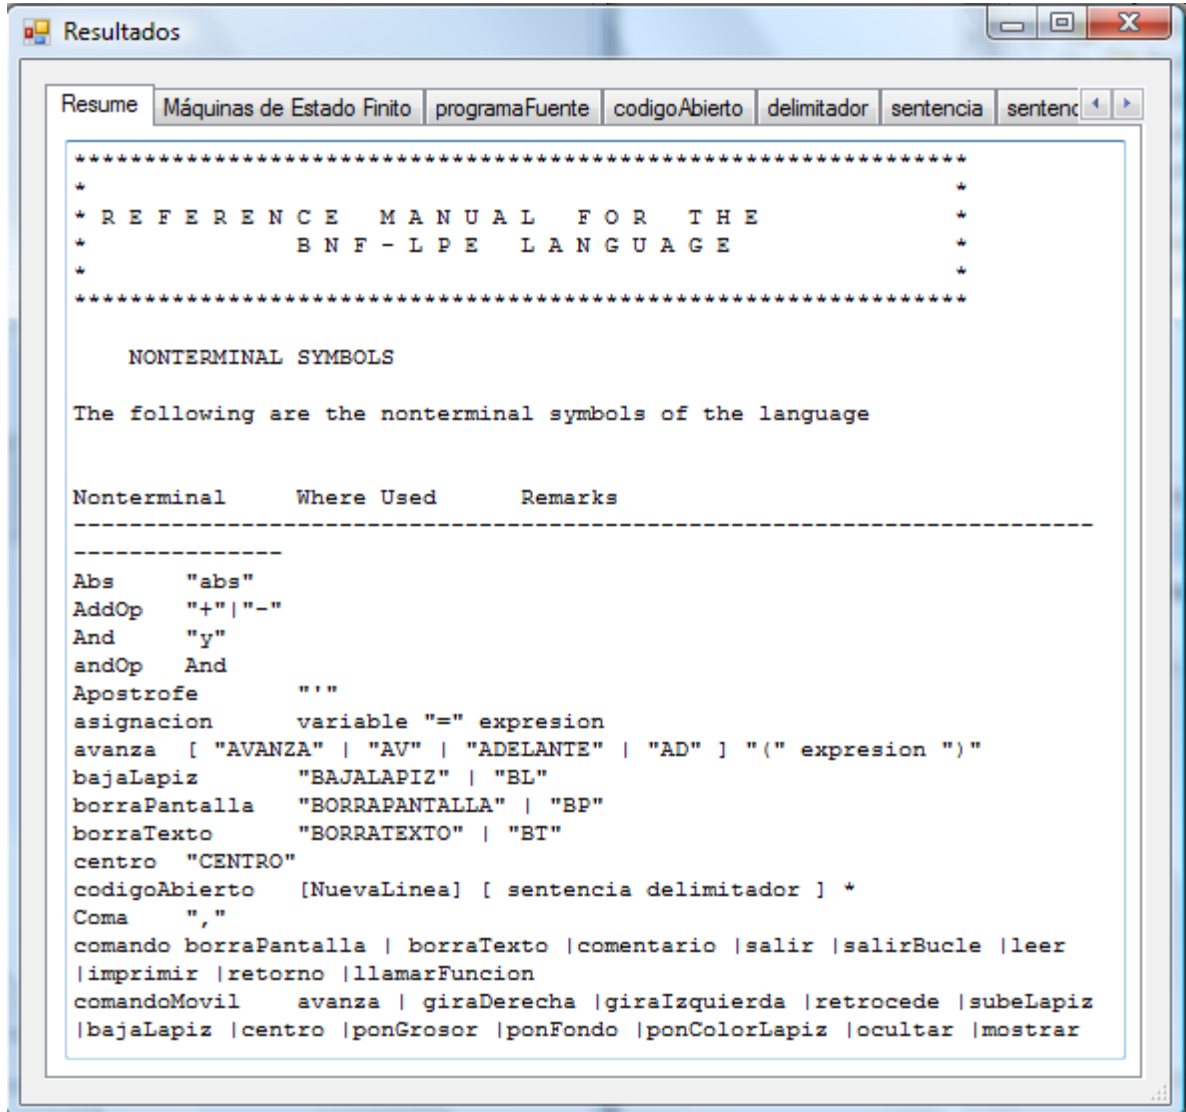 Resultados
Resume Máquinas de Estado Finito programaFuente codigoAbierto delimitador sentencia sentenc
*****************************************************************
* *
* R E F E R E N C E   M A N U A L   F O R   T H E *
* B N F - L P E   L A N G U A G E *
* *
*****************************************************************
NONTERMINAL SYMBOLS
The following are the nonterminal symbols of the language
Nonterminal Where Used Remarks
--------------------------------------------------------------------------
---------------
Abs "abs"
AddOp "+"|"-"
And "y"
andOp And
Apostrofe "'"
asignacion variable "=" expresion
avanza [ "AVANZA" | "AV" | "ADELANTE" | "AD" ] "(" expresion ")"
bajaLapiz "BAJALAPIZ" | "BL"
borraPantalla "BORRAPANTALLA" | "BP"
borraTexto "BORRATEXTO" | "BT"
centro "CENTRO"
codigoAbierto [NuevaLinea] [ sentencia delimitador ] *
Coma ","
comando borraPantalla | borraTexto |comentario |salir |salirBucle |leer
|imprimir |retorno |llamarFuncion
comandoMovil avanza | giraDerecha |giraIzquierda |retrocede |subeLapiz
|bajaLapiz |centro |ponGrosor |ponFondo |ponColorLapiz |ocultar |mostrar